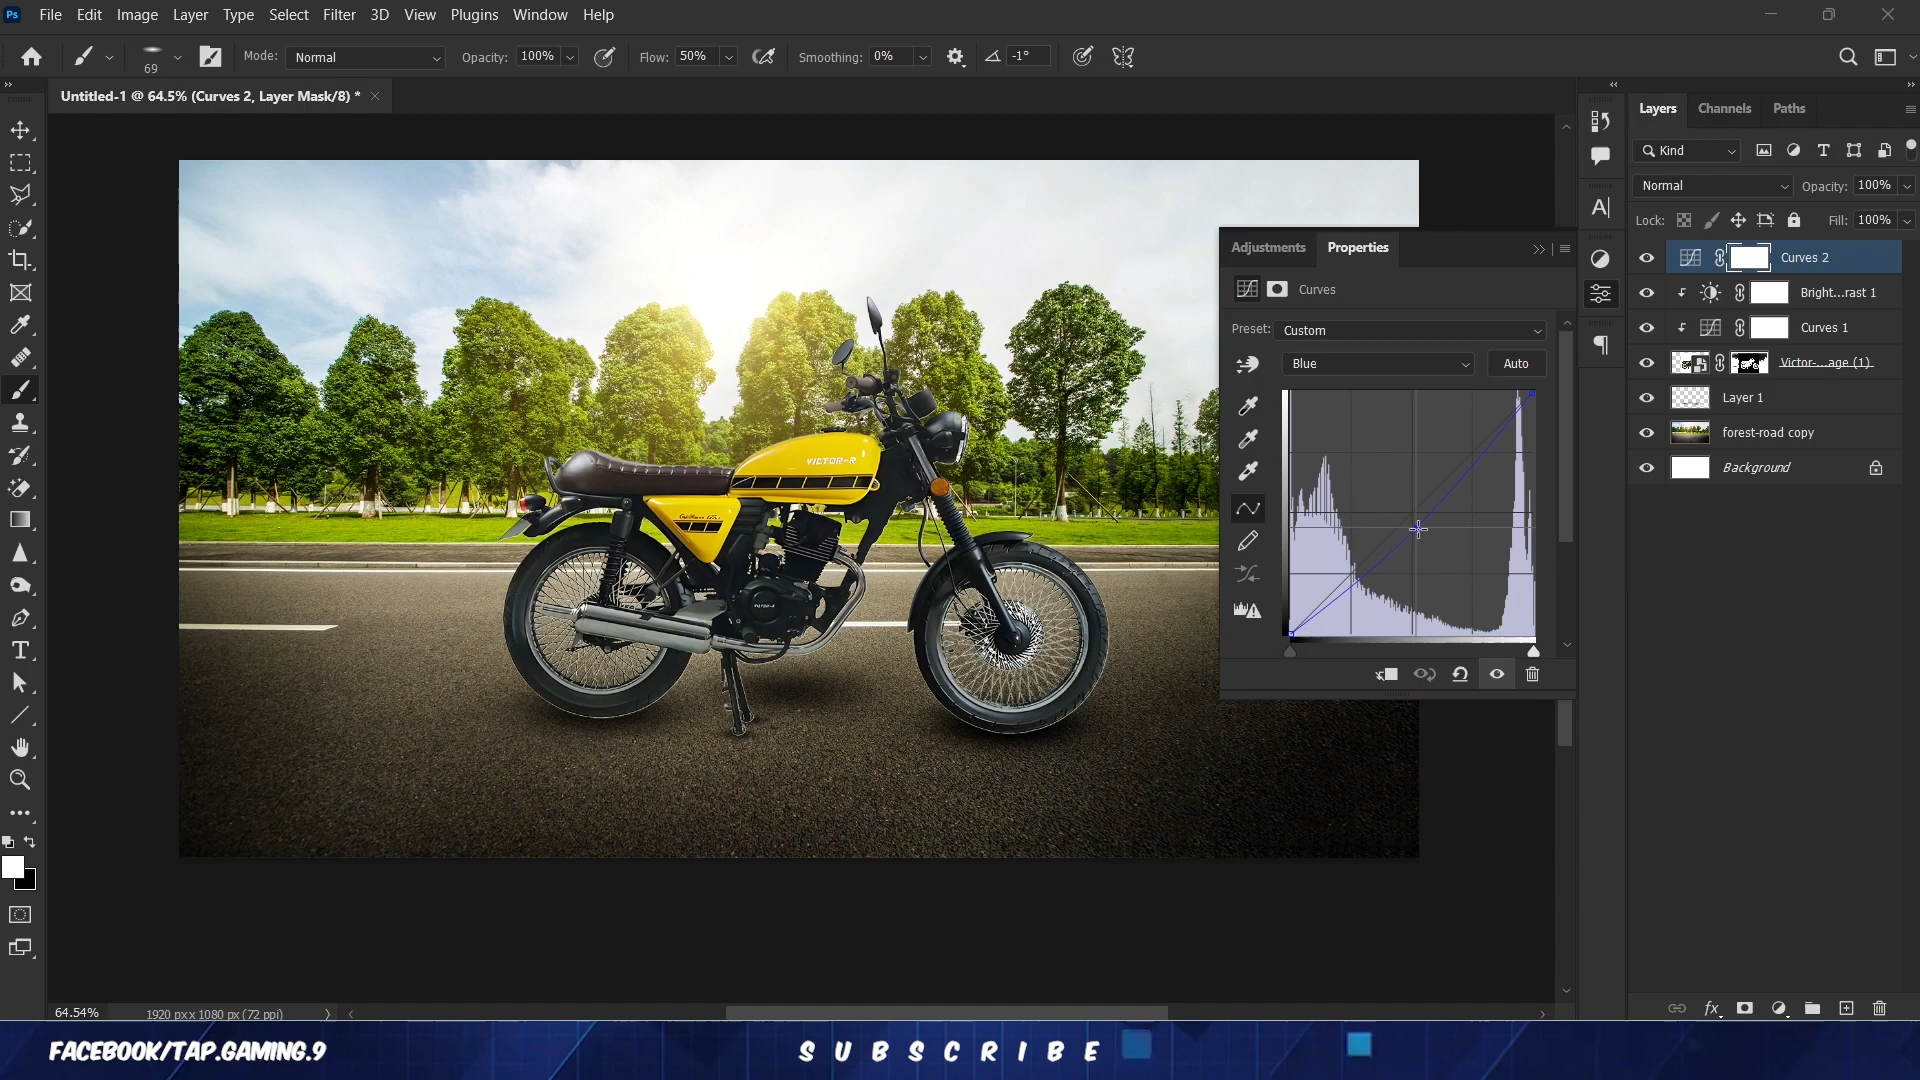 Ps File Edit Image Layer Type Select Filter 3D View Plugins Window Help
69 Mode: Normal Opacity: 100% Flow: 50% Smoothing: 0% -1°
Untitled-1 @ 64.5% (Curves 2, Layer Mask/8) *
Layers Channels Paths
Kind
Normal Opacity: 100%
Lock: Fill: 100%
Adjustments Properties
Curves
Preset: Custom
Blue Auto
Curves 2
Bright...rast 1
Curves 1
Victor-...age (1)
Layer 1
forest-road copy
Background
VICTOR-R
64.54% 1920 px x 1080 px (72 ppi)
FACEBOOK/TAP.GAMING.9 SUBSCRIBE